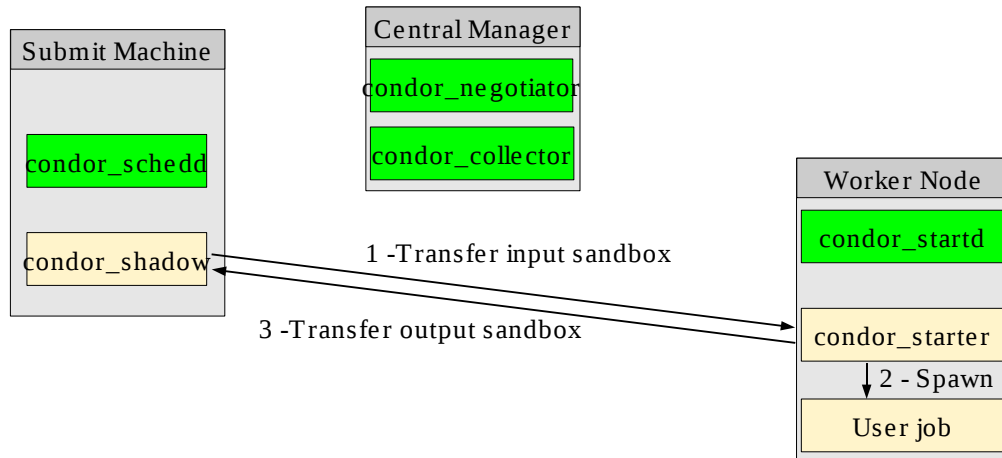 Submit Machine
condor_schedd
condor_shadow
Central Manager
condor_negotiator
condor_collector
1 -Transfer input sandbox
3 -Transfer output sandbox
Worker Node
condor_startd
condor_starter
2 - Spawn
User job